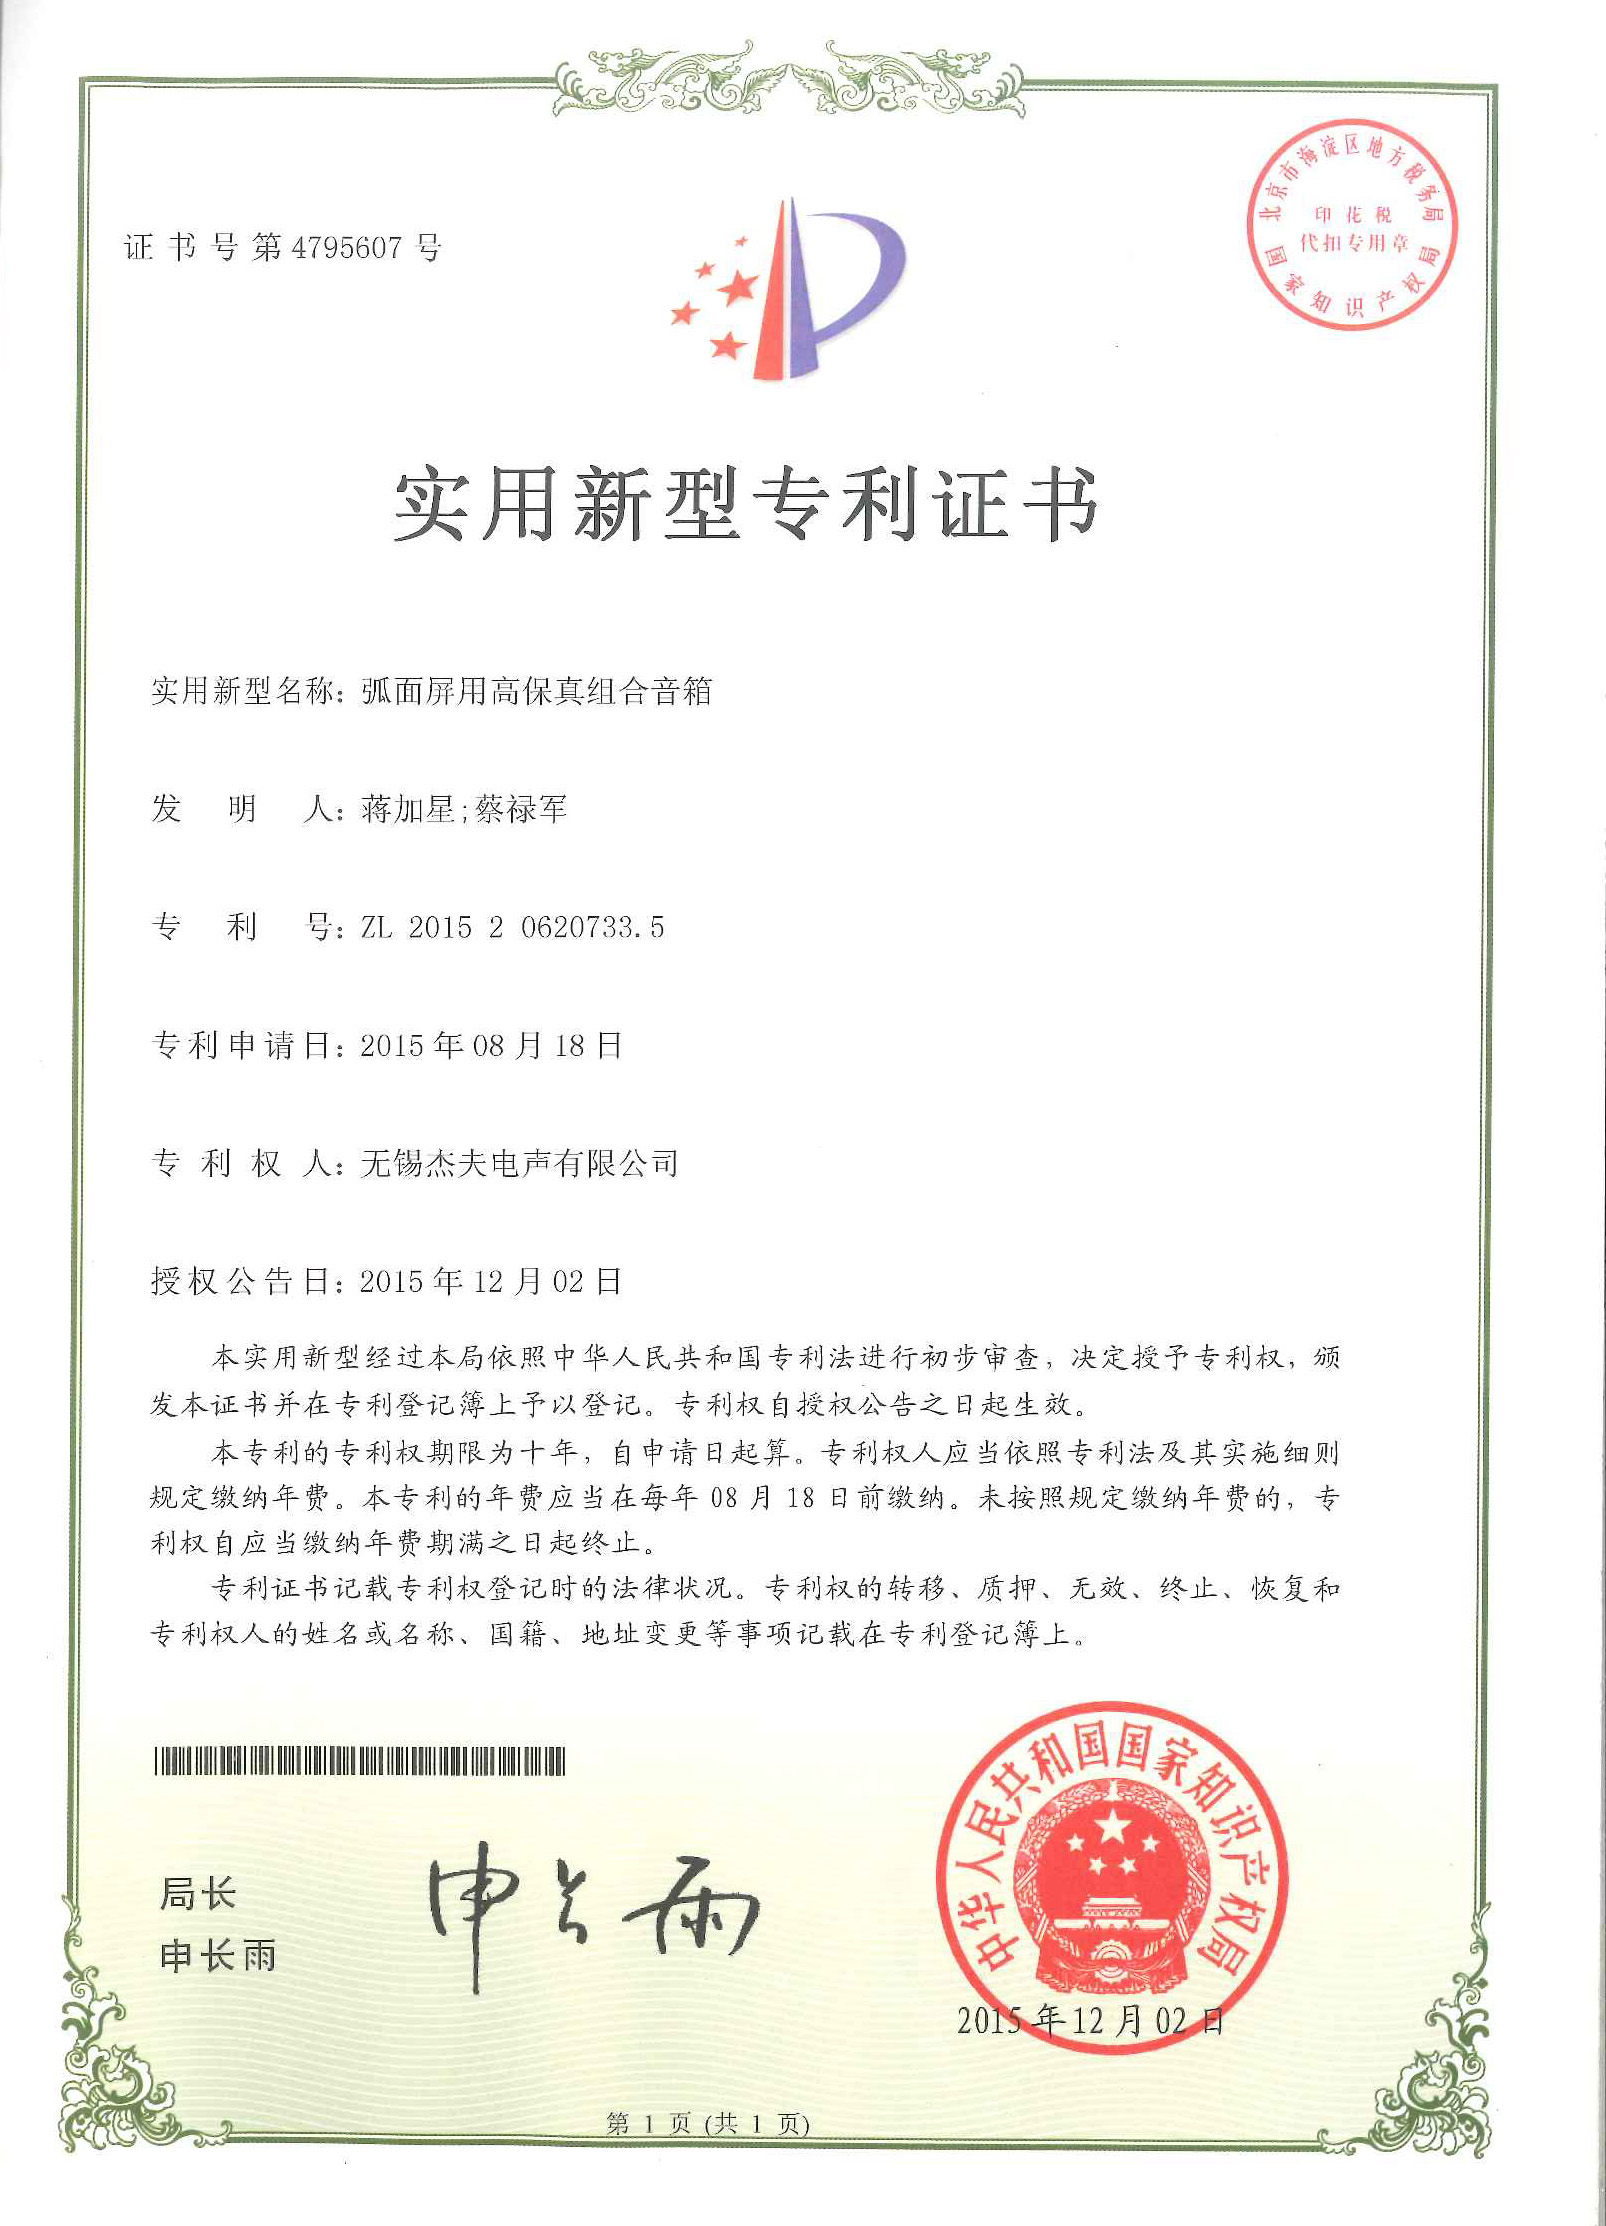 证书号第4795607号
北京市海淀区地方税务局
印花税
代扣专用章
国家知识产权局
实用新型专利证书
实用新型名称：弧面屏用高保真组合音箱
发明人：蒋加星;蔡禄军
专利号：ZL 2015 2 0620733.5
专利申请日：2015年08月18日
专利权人：无锡杰夫电声有限公司
授权公告日：2015年12月02日
本实用新型经过本局依照中华人民共和国专利法进行初步审查，决定授予专利权，颁
发本证书并在专利登记簿上予以登记。专利权自授权公告之日起生效。
本专利的专利权期限为十年，自申请日起算。专利权人应当依照专利法及其实施细则
规定缴纳年费。本专利的年费应当在每年08月18日前缴纳。未按照规定缴纳年费的，专
利权自应当缴纳年费期满之日起终止。
专利证书记载专利权登记时的法律状况。专利权的转移、质押、无效、终止、恢复和
专利权人的姓名或名称、国籍、地址变更等事项记载在专利登记簿上。
局长
申长雨
申长雨
中华人民共和国国家知识产权局
2015年12月02日
第 1 页 (共 1 页)